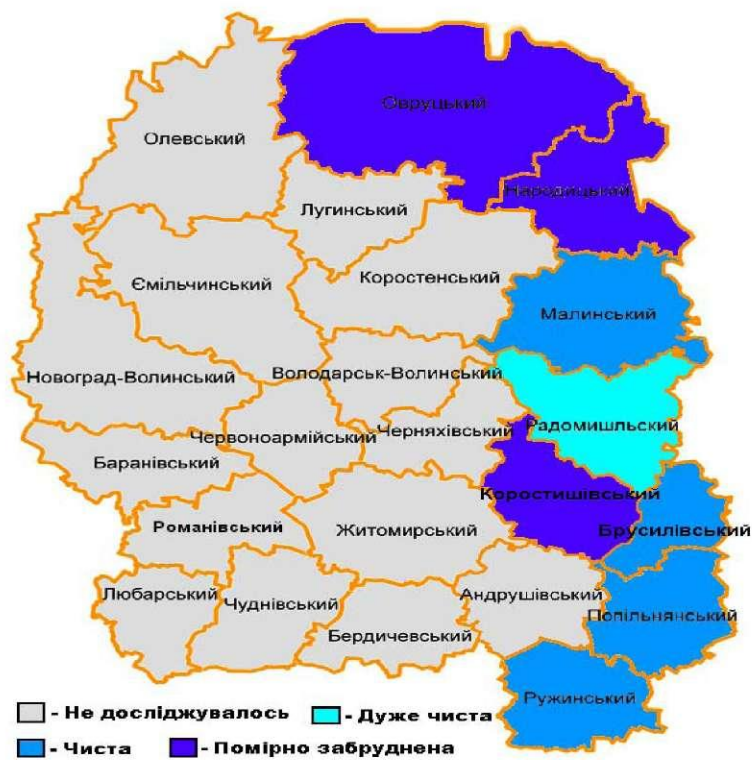 Овруцький
Олевський
Народицький
Лугинський
Коростенський
Ємільчинський
Малинський
Володарськ-Волинський
Новоград-Волинський
Радомишльский
Червоноармійський
Черняхівський
Баранівський
Коростишівський
Романівський
Житомирський
Брусилівський
Любарський
Чуднівський
Андрушівський
Попільнянський
Бердичевський
Ружинський
- Не досліджувалось
- Дуже чиста
- Чиста
- Помірно забруднена